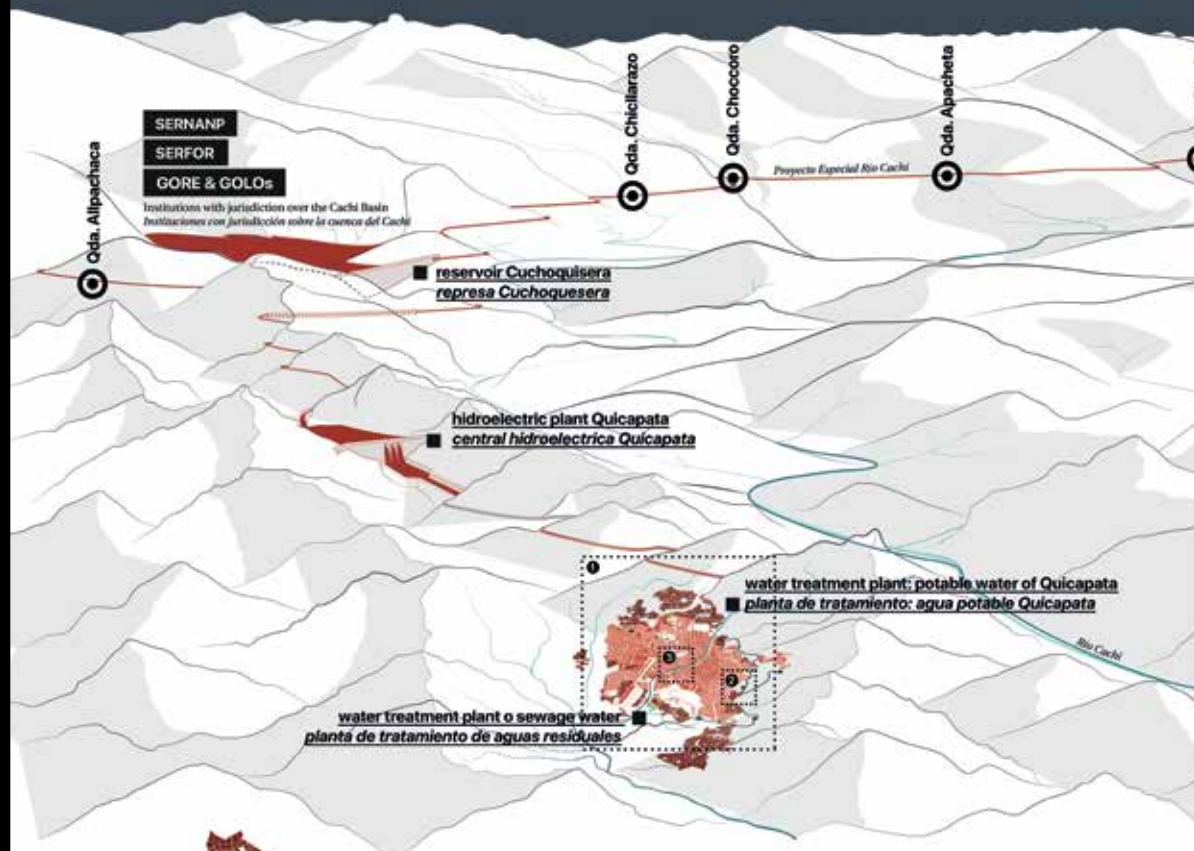 SERNANP
SERFOR
GORE & GOLOs
Institutions with jurisdiction over the Cachi Basin
Instituciones con jurisdicción sobre la cuenca del Cachi
Qda. Allpachaca
Qda. Chicllarazo
Qda. Choccoro
Proyecto Especial Río Cachi
Qda. Apacheta
reservoir Cuchoquisera
represa Cuchoquesera
hidroelectric plant Quicapata
central hidroelectrica Quicapata
1
water treatment plant: potable water of Quicapata
planta de tratamiento: agua potable Quicapata
3
2
Río Cachi
water treatment plant o sewage water
planta de tratamiento de aguas residuales